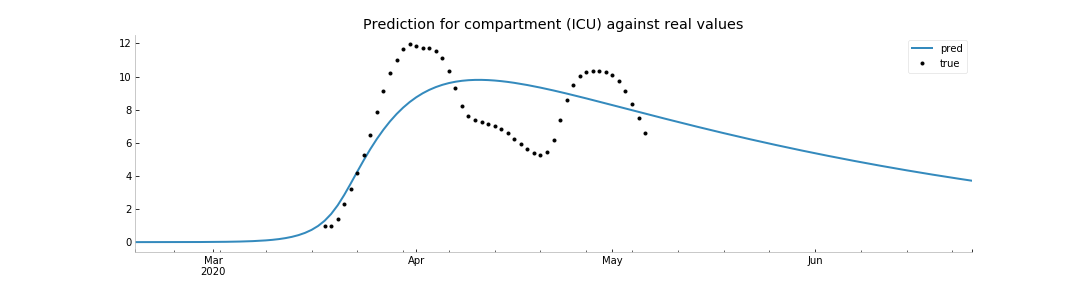 Prediction for compartment (ICU) against real values
12
10
8
6
4
2
0
pred
true
Mar
2020
Apr
May
Jun